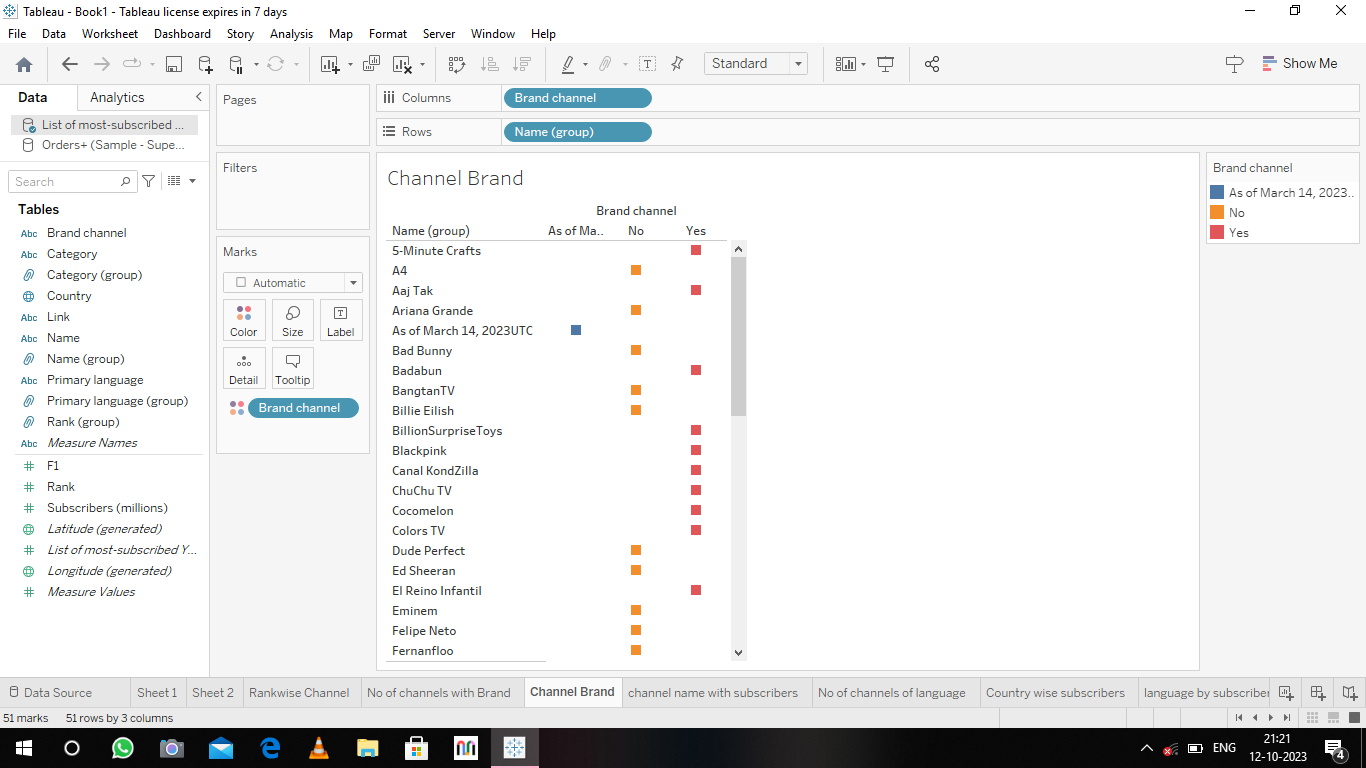 Tableau - Book1 - Tableau license expires in 7 days
File Data Worksheet Dashboard Story Analysis Map Format Server Window Help
Standard
Show Me
Data Analytics
List of most-subscribed ...
Orders+ (Sample - Supe...
Search
Tables
Abc Brand channel
Abc Category
Category (group)
Country
Abc Link
Abc Name
Name (group)
Abc Primary language
Primary language (group)
Rank (group)
Abc Measure Names
F1
Rank
Subscribers (millions)
Latitude (generated)
List of most-subscribed Y...
Longitude (generated)
Measure Values
Pages
Filters
Marks
Automatic
Color Size Label
Detail Tooltip
Brand channel
Columns Brand channel
Rows Name (group)
Channel Brand
Brand channel
Name (group) As of Ma.. No Yes
5-Minute Crafts
A4
Aaj Tak
Ariana Grande
As of March 14, 2023UTC
Bad Bunny
Badabun
BangtanTV
Billie Eilish
BillionSurpriseToys
Blackpink
Canal KondZilla
ChuChu TV
Cocomelon
Colors TV
Dude Perfect
Ed Sheeran
El Reino Infantil
Eminem
Felipe Neto
Fernanfloo
Brand channel
As of March 14, 2023..
No
Yes
Data Source Sheet 1 Sheet 2 Rankwise Channel No of channels with Brand Channel Brand channel name with subscribers No of channels of language Country wise subscribers language by subscriber
51 marks 51 rows by 3 columns
ENG
21:21
12-10-2023
4